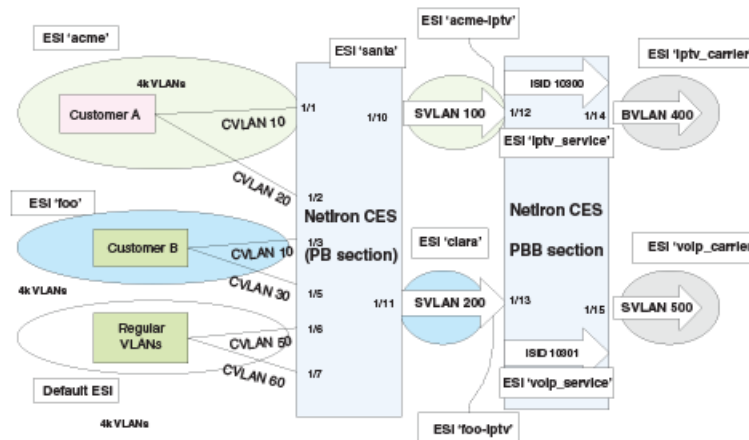 ESI 'acme-iptv'
ESI 'acme'
ESI 'santa'
ESI 'iptv_carrier'
4k VLANs
ISID 10300
Customer A
CVLAN 10
1/1
1/10
SVLAN 100
1/12
1/14
BVLAN 400
ESI 'iptv_service'
CVLAN 20
1/2
ESI 'foo'
NetIron CES
(PB section)
NetIron CES
PBB section
1/3
ESI 'clara'
ESI 'voip_carrier'
Customer B
CVLAN 10
4k VLANs
CVLAN 30
1/5
1/11
SVLAN 200
1/13
1/15
SVLAN 500
Regular
VLANs
1/6
CVLAN 50
ISID 10301
CVLAN 60
1/7
ESI 'voip_service'
Default ESI
4k VLANs
ESI 'foo-iptv'